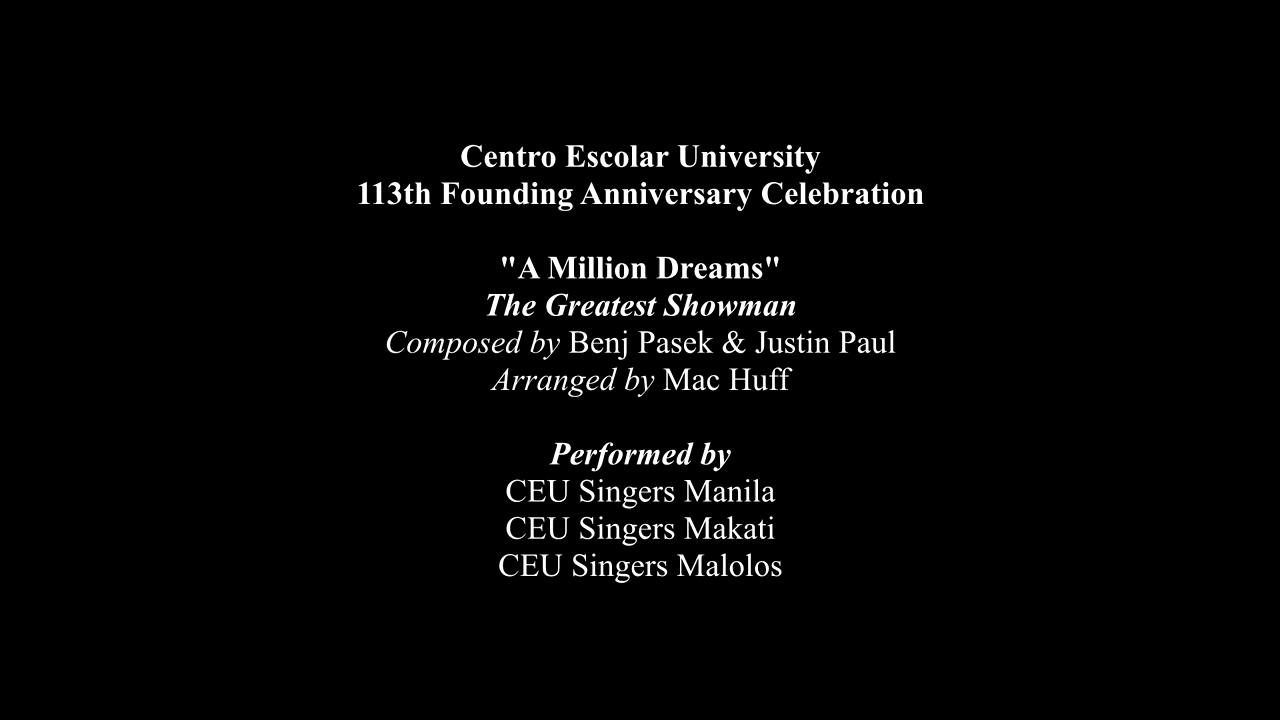 Centro Escolar University
113th Founding Anniversary Celebration
"A Million Dreams"
The Greatest Showman
Composed by Benj Pasek & Justin Paul
Arranged by Mac Huff
Performed by
CEU Singers Manila
CEU Singers Makati
CEU Singers Malolos